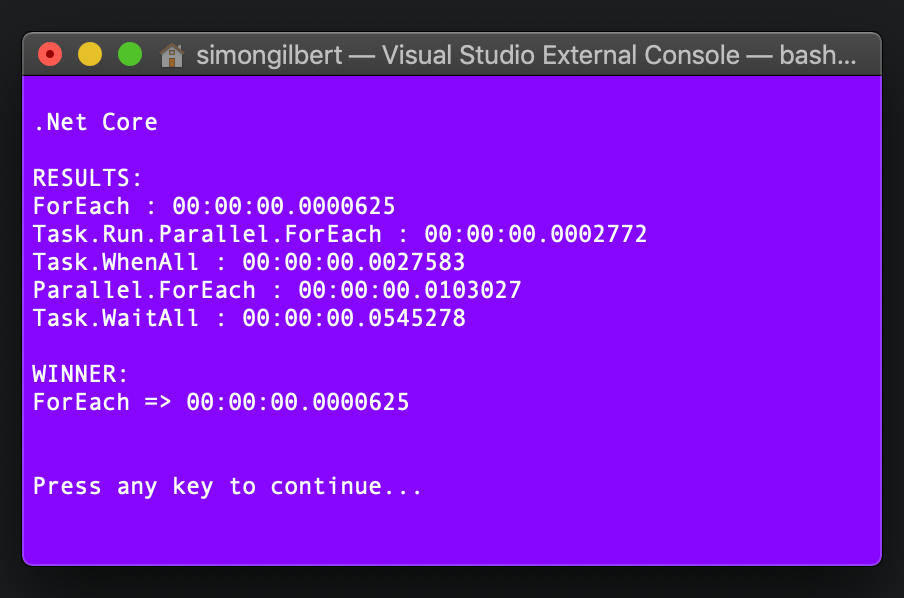 simongilbert — Visual Studio External Console — bash...
.Net Core
RESULTS:
ForEach : 00:00:00.0000625
Task.Run.Parallel.ForEach : 00:00:00.0002772
Task.WhenAll : 00:00:00.0027583
Parallel.ForEach : 00:00:00.0103027
Task.WaitAll : 00:00:00.0545278
WINNER:
ForEach => 00:00:00.0000625
Press any key to continue...